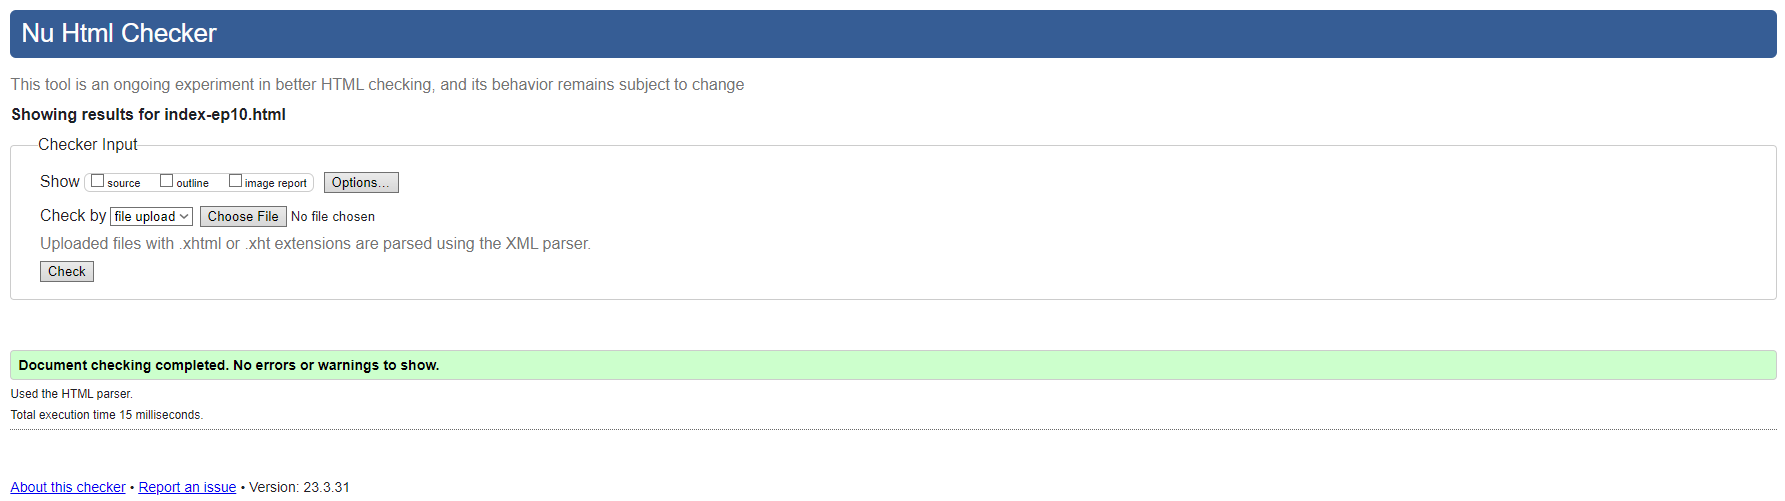 Nu Html Checker
This tool is an ongoing experiment in better HTML checking, and its behavior remains subject to change
Showing results for index-ep10.html
Checker Input
Show source outline image report Options...
Check by file upload Choose File No file chosen
Uploaded files with .xhtml or .xht extensions are parsed using the XML parser.
Check
Document checking completed. No errors or warnings to show.
Used the HTML parser.
Total execution time 15 milliseconds.
About this checker • Report an issue • Version: 23.3.31